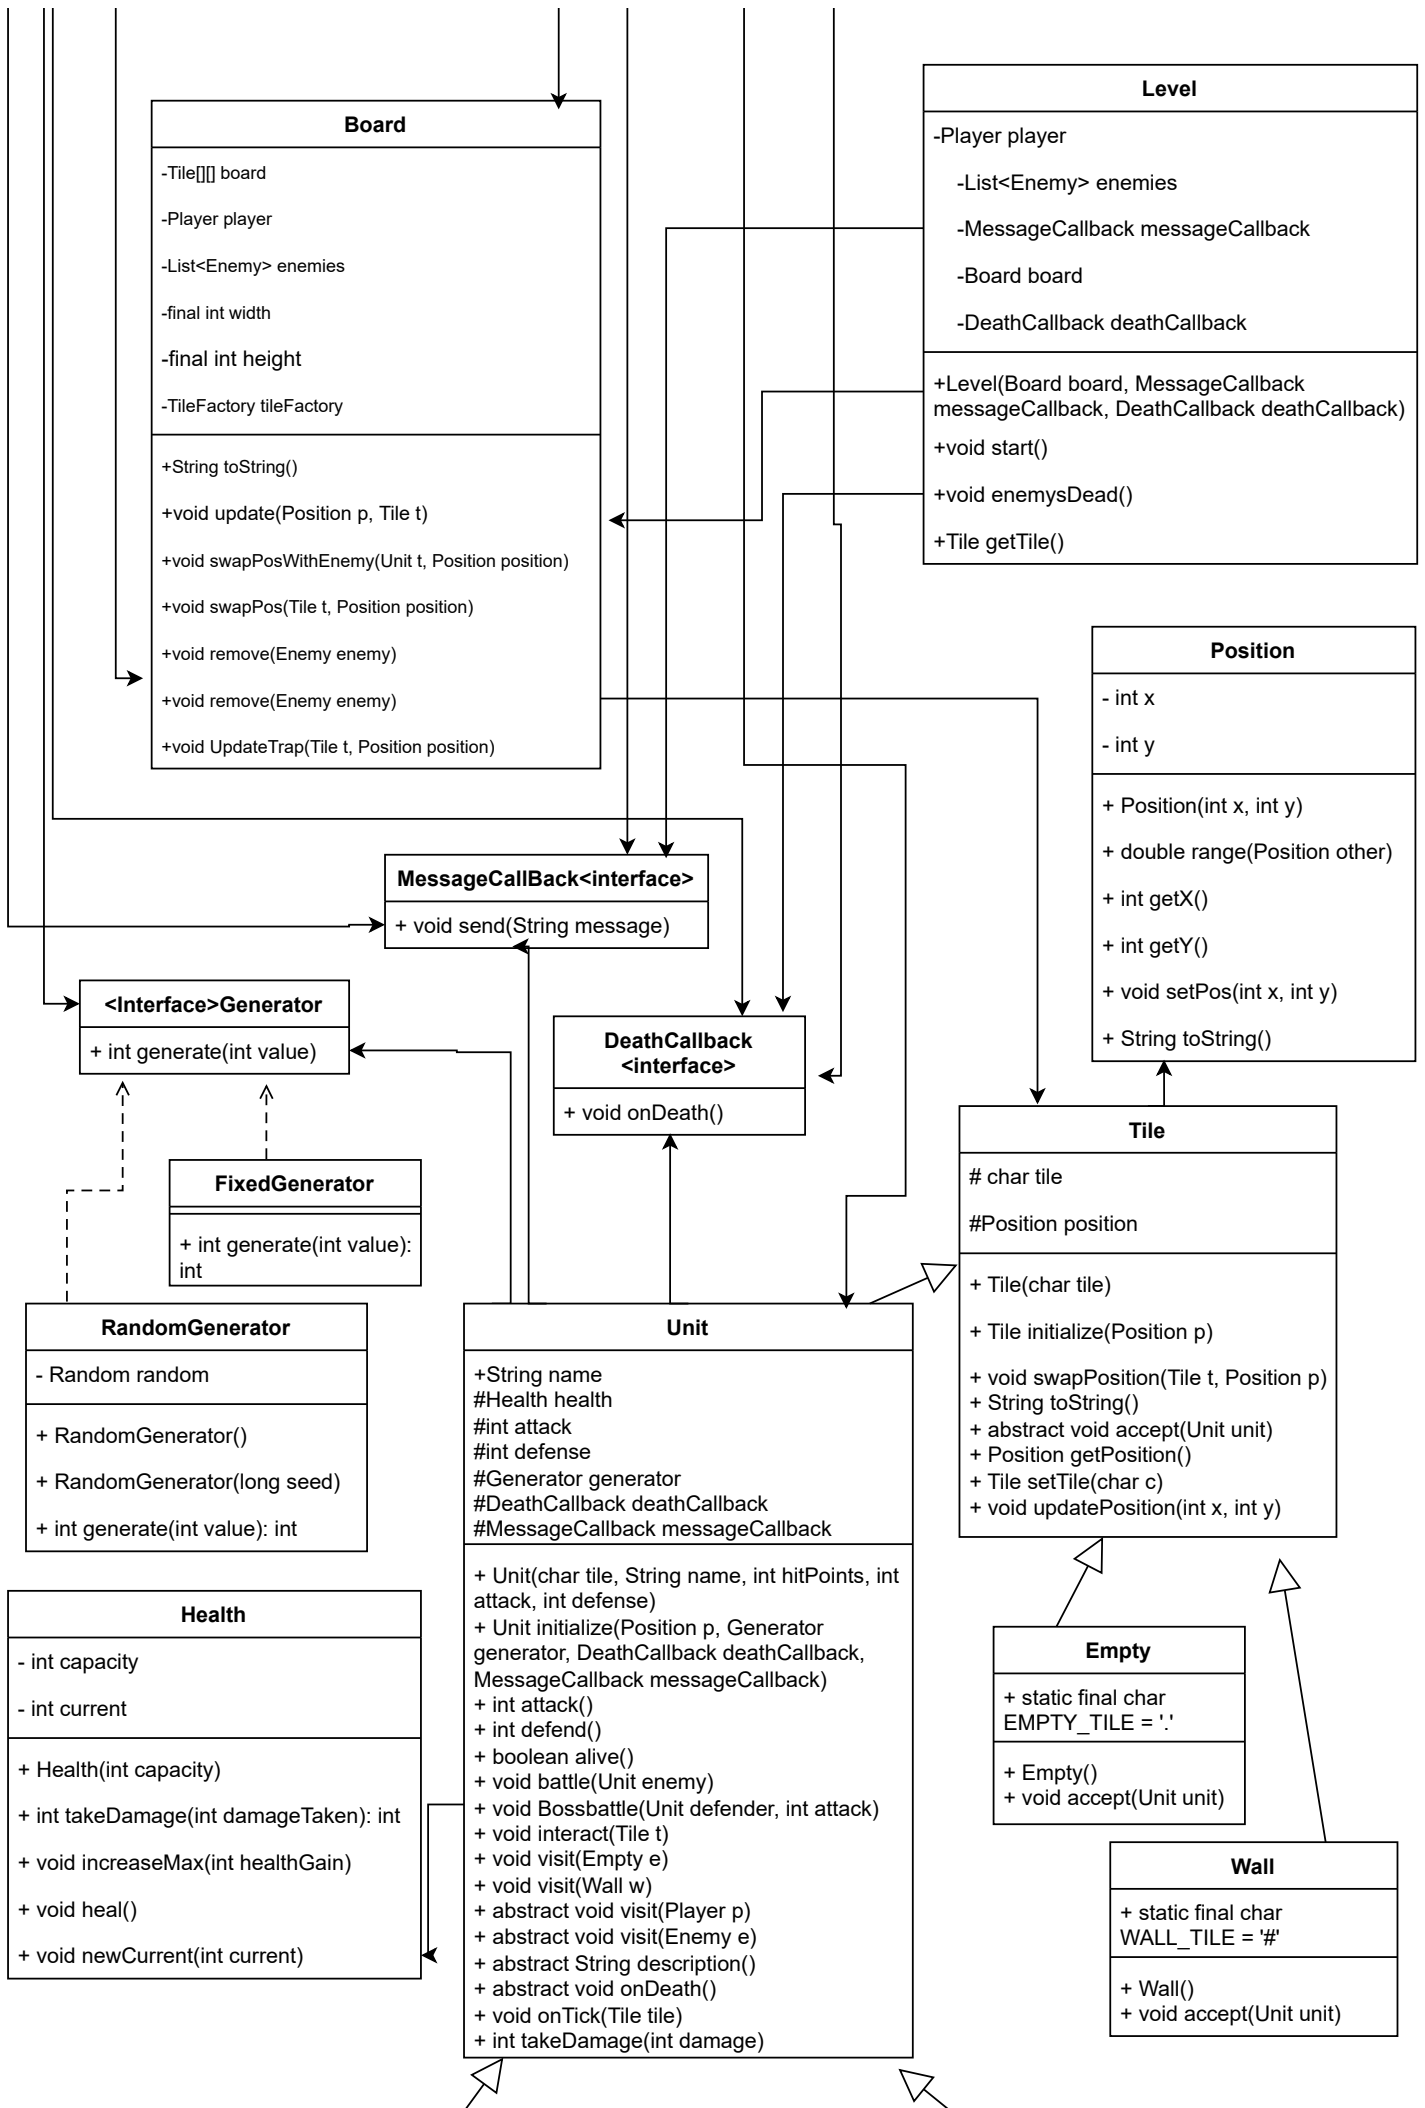 Board
-Tile[][] board
-Player player
-List<Enemy> enemies
-final int width
-final int height
-TileFactory tileFactory
+String toString()
+void update(Position p, Tile t)
+void swapPosWithEnemy(Unit t, Position position)
+void swapPos(Tile t, Position position)
+void remove(Enemy enemy)
+void remove(Enemy enemy)
+void UpdateTrap(Tile t, Position position)
Level
-Player player
-List<Enemy> enemies
-MessageCallback messageCallback
-Board board
-DeathCallback deathCallback
+Level(Board board, MessageCallback
messageCallback, DeathCallback deathCallback)
+void start()
+void enemysDead()
+Tile getTile()
Position
- int x
- int y
+ Position(int x, int y)
+ double range(Position other)
+ int getX()
+ int getY()
+ void setPos(int x, int y)
+ String toString()
MessageCallBack<interface>
+ void send(String message)
<Interface>Generator
+ int generate(int value)
DeathCallback
<interface>
+ void onDeath()
FixedGenerator
+ int generate(int value):
int
RandomGenerator
- Random random
+ RandomGenerator()
+ RandomGenerator(long seed)
+ int generate(int value): int
Tile
# char tile
#Position position
+ Tile(char tile)
+ Tile initialize(Position p)
+ void swapPosition(Tile t, Position p)
+ String toString()
+ abstract void accept(Unit unit)
+ Position getPosition()
+ Tile setTile(char c)
+ void updatePosition(int x, int y)
Unit
+String name
#Health health
#int attack
#int defense
#Generator generator
#DeathCallback deathCallback
#MessageCallback messageCallback
+ Unit(char tile, String name, int hitPoints, int
attack, int defense)
+ Unit initialize(Position p, Generator
generator, DeathCallback deathCallback,
MessageCallback messageCallback)
+ int attack()
+ int defend()
+ boolean alive()
+ void battle(Unit enemy)
+ void Bossbattle(Unit defender, int attack)
+ void interact(Tile t)
+ void visit(Empty e)
+ void visit(Wall w)
+ abstract void visit(Player p)
+ abstract void visit(Enemy e)
+ abstract String description()
+ abstract void onDeath()
+ void onTick(Tile tile)
+ int takeDamage(int damage)
Health
- int capacity
- int current
+ Health(int capacity)
+ int takeDamage(int damageTaken): int
+ void increaseMax(int healthGain)
+ void heal()
+ void newCurrent(int current)
Empty
+ static final char
EMPTY_TILE = '.'
+ Empty()
+ void accept(Unit unit)
Wall
+ static final char
WALL_TILE = '#'
+ Wall()
+ void accept(Unit unit)